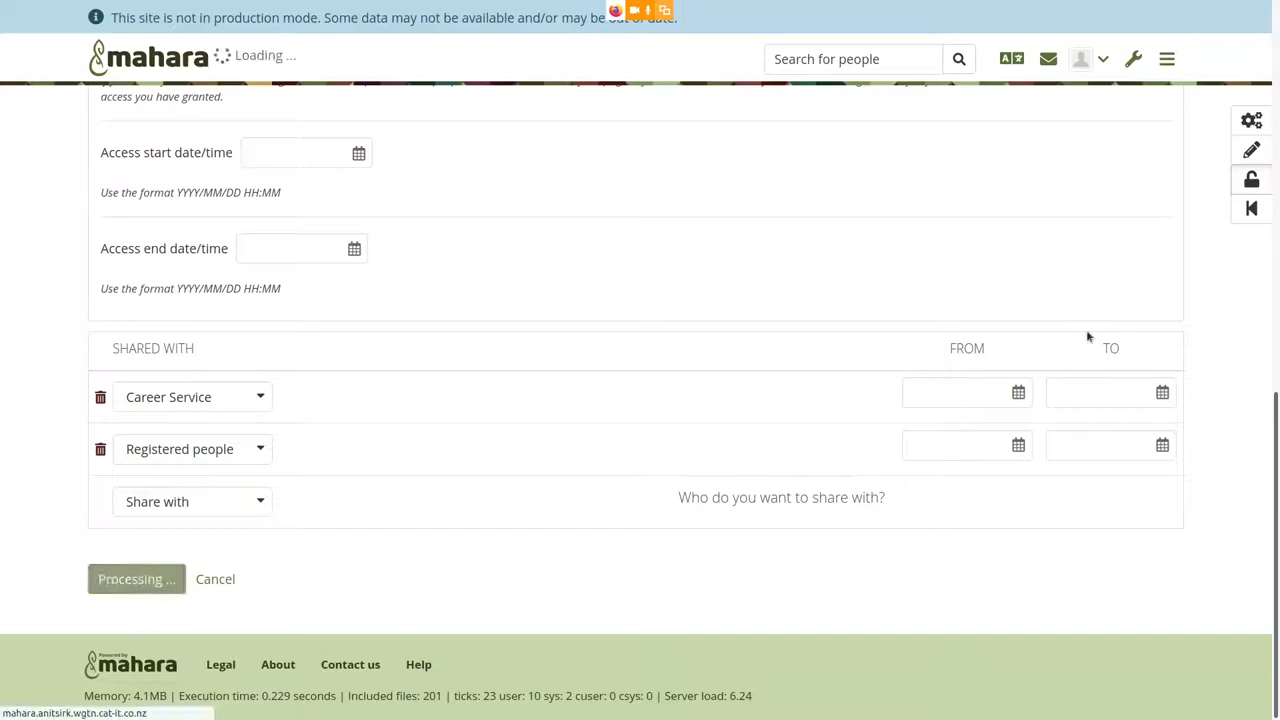 This site is not in production mode. Some data may not be available and/or may be out of date.
mahara Loading ... Search for people
access you have granted.
Access start date/time
Use the format YYYY/MM/DD HH:MM
Access end date/time
Use the format YYYY/MM/DD HH:MM
SHARED WITH FROM TO
Career Service
Registered people
Share with Who do you want to share with?
Processing ... Cancel
Powered by
mahara Legal About Contact us Help
Memory: 4.1MB | Execution time: 0.229 seconds | Included files: 201 | ticks: 23 user: 10 sys: 2 cuser: 0 csys: 0 | Server load: 6.24
mahara.anitsirk.wgtn.cat-it.co.nz